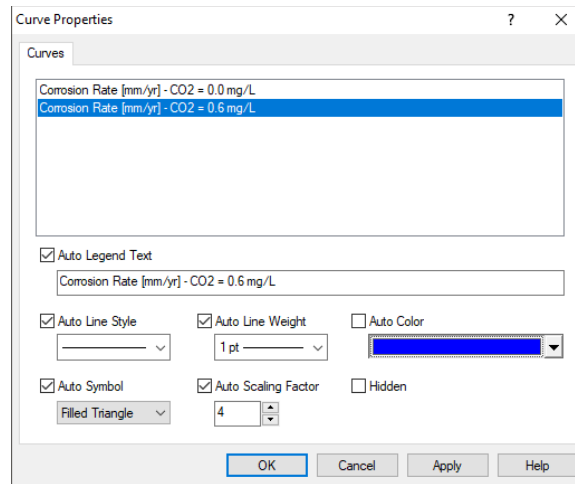 Curve Properties ?
Curves
Corrosion Rate [mm/yr] - CO2 = 0.0 mg/L
Corrosion Rate [mm/yr] - CO2 = 0.6 mg/L
Auto Legend Text
Corrosion Rate [mm/yr] - CO2 = 0.6 mg/L
Auto Line Style Auto Line Weight Auto Color
1 pt
Auto Symbol Auto Scaling Factor Hidden
Filled Triangle 4
OK Cancel Apply Help